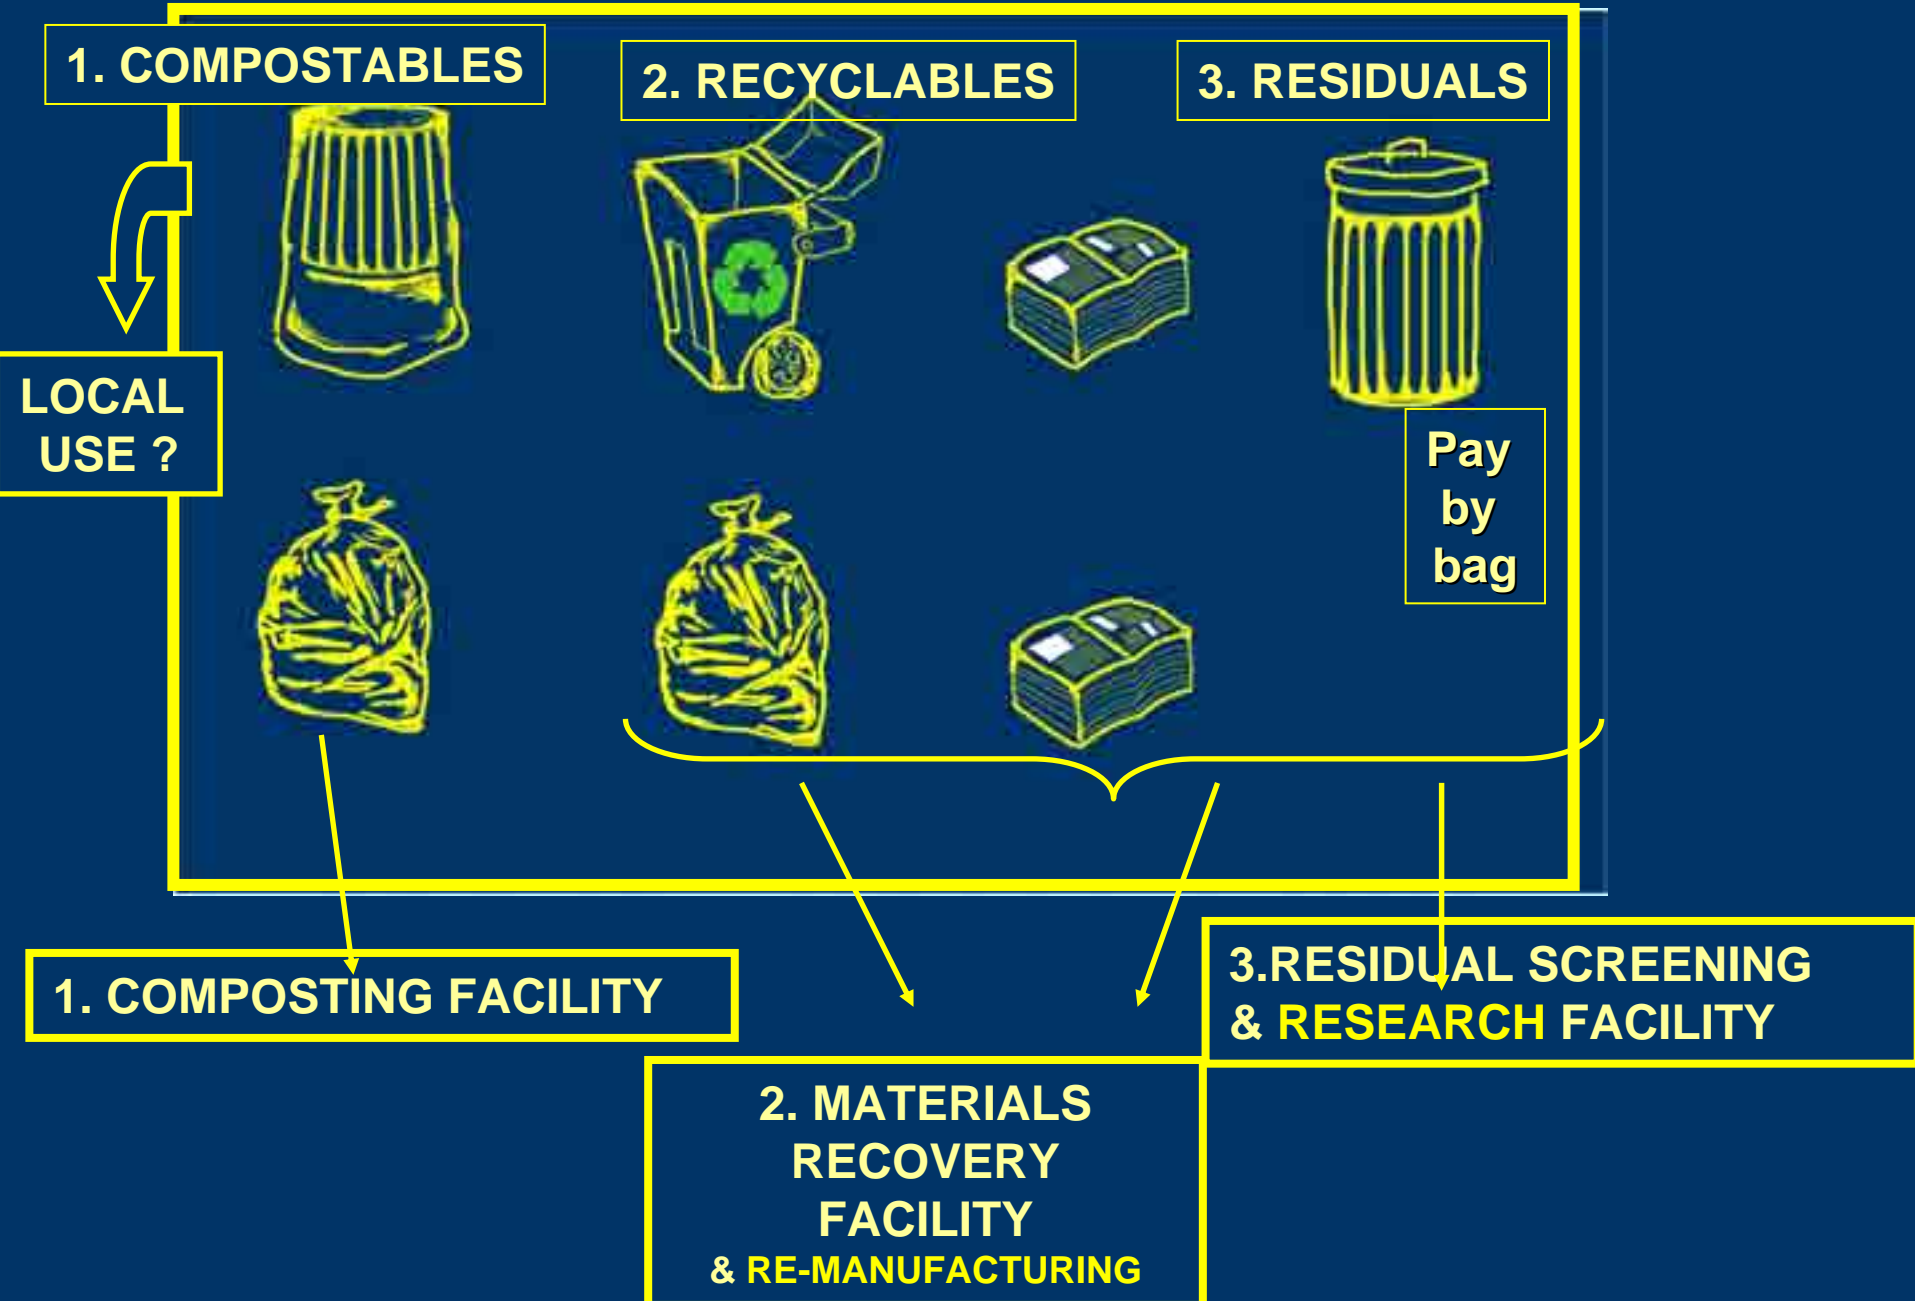 1. COMPOSTABLES
2. RECYCLABLES
3. RESIDUALS
LOCAL
USE ?
Pay
by
bag
1. COMPOSTING FACILITY
3.RESIDUAL SCREENING
& RESEARCH FACILITY
2. MATERIALS
RECOVERY
FACILITY
& RE-MANUFACTURING